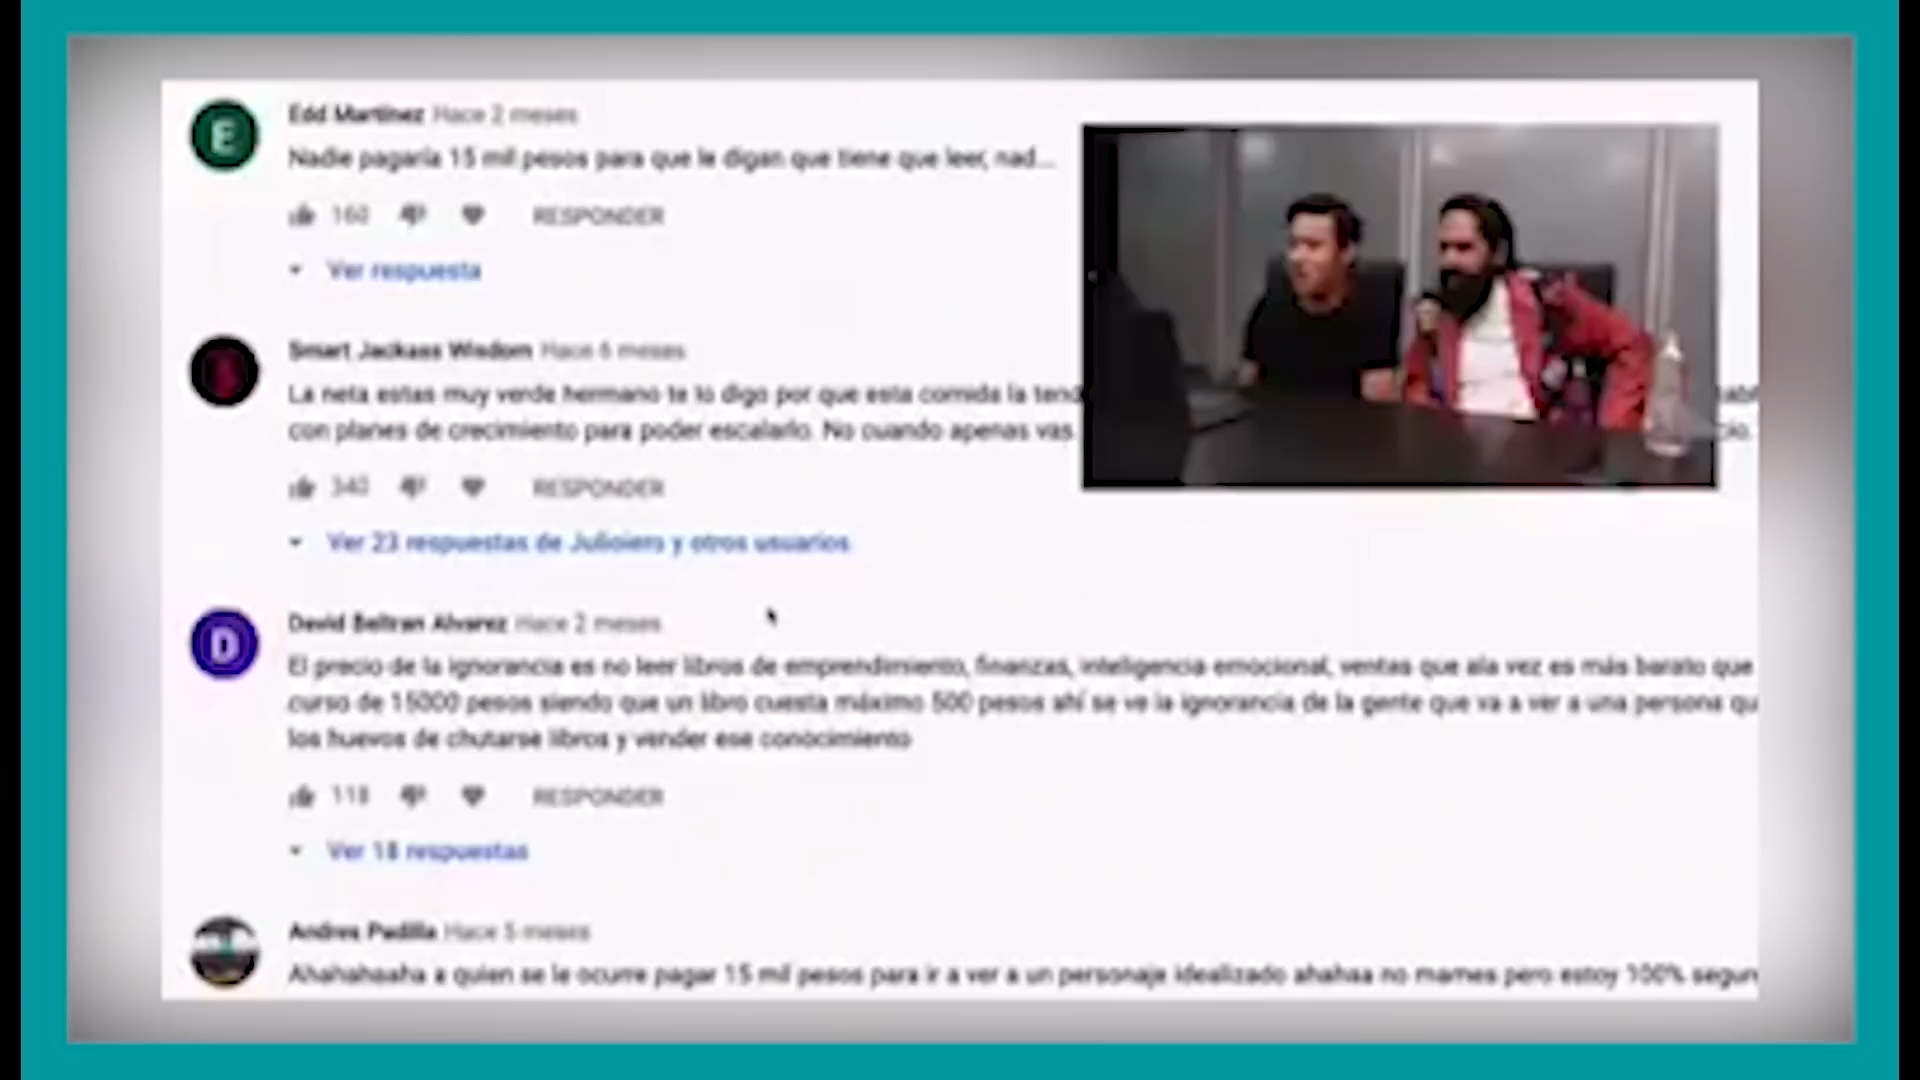 Edd Martinez Hace 2 meses
Nadie pagaría 15 mil pesos para que le digan que tiene que leer, nad...
160 RESPONDER
Ver respuesta
Smart Jackass Wisdom Hace 6 meses
La neta estas muy verde hermano te lo digo por que esta comida la tend
con planes de crecimiento para poder escalarlo. No cuando apenas vas
340 RESPONDER
Ver 23 respuestas de Julioiero y otros usuarios
David Beltran Alvarez Hace 2 meses
El precio de la ignorancia es no leer libros de emprendimiento, finanzas, inteligencia emocional, ventas que ala vez es más barato que
curso de 15000 pesos siendo que un libro cuesta máximo 500 pesos ahí se ve la ignorancia de la gente que va a ver a una persona qu
los huevos de chutarse libros y vender ese conocimiento
118 RESPONDER
Ver 18 respuestas
Andres Padilla Hace 5 meses
Ahahahaaha a quien se le ocurre pagar 15 mil pesos para ir a ver a un personaje idealizado ahahaa no mames pero estoy 100% segur